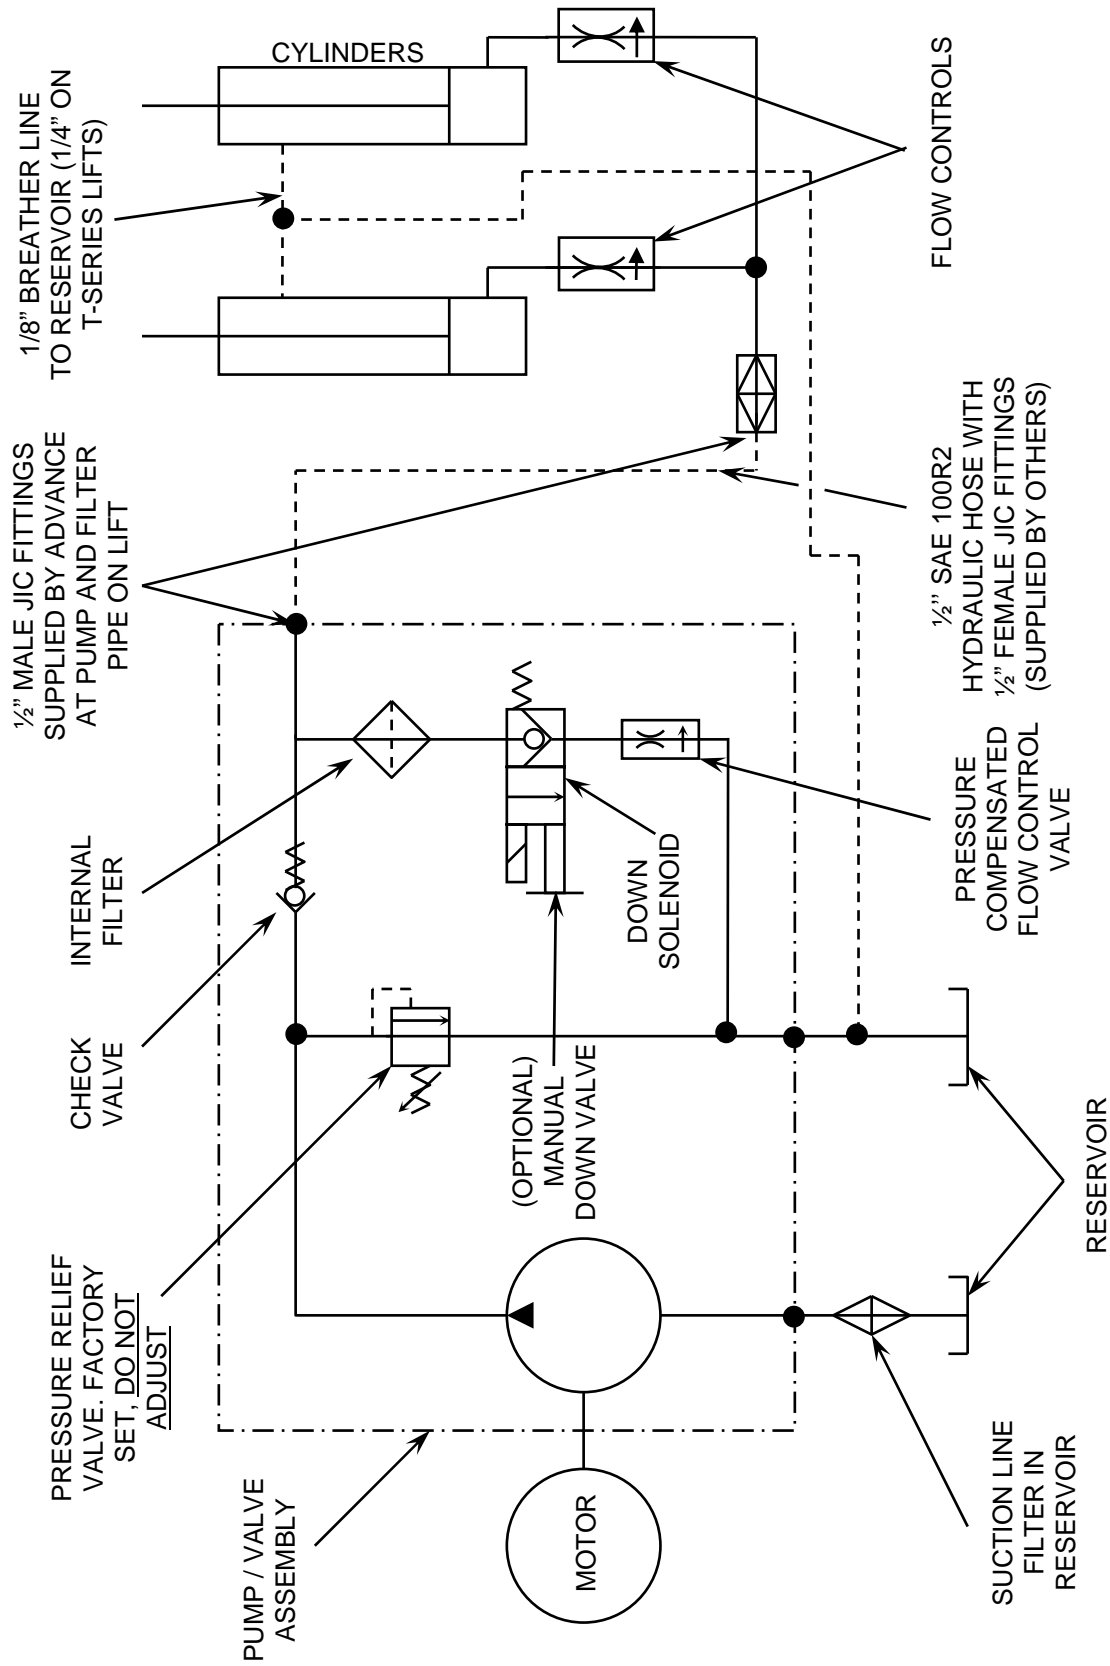 CYLINDERS
1/8” BREATHER LINE
TO RESERVOIR (1/4” ON
T-SERIES LIFTS)
FLOW CONTROLS
½” MALE JIC FITTTINGS
SUPPLIED BY ADVANCE
AT PUMP AND FILTER
PIPE ON LIFT
½” SAE 100R2
HYDRAULIC HOSE WITH
½” FEMALE JIC FITTINGS
(SUPPLIED BY OTHERS)
INTERNAL
FILTER
DOWN
SOLENOID
PRESSURE
COMPENSATED
FLOW CONTROL
VALVE
CHECK
VALVE
(OPTIONAL)
MANUAL
DOWN VALVE
RESERVOIR
PRESSURE RELIEF
VALVE. FACTORY
SET, DO NOT
ADJUST
PUMP / VALVE
ASSEMBLY
MOTOR
SUCTION LINE
FILTER IN
RESERVOIR